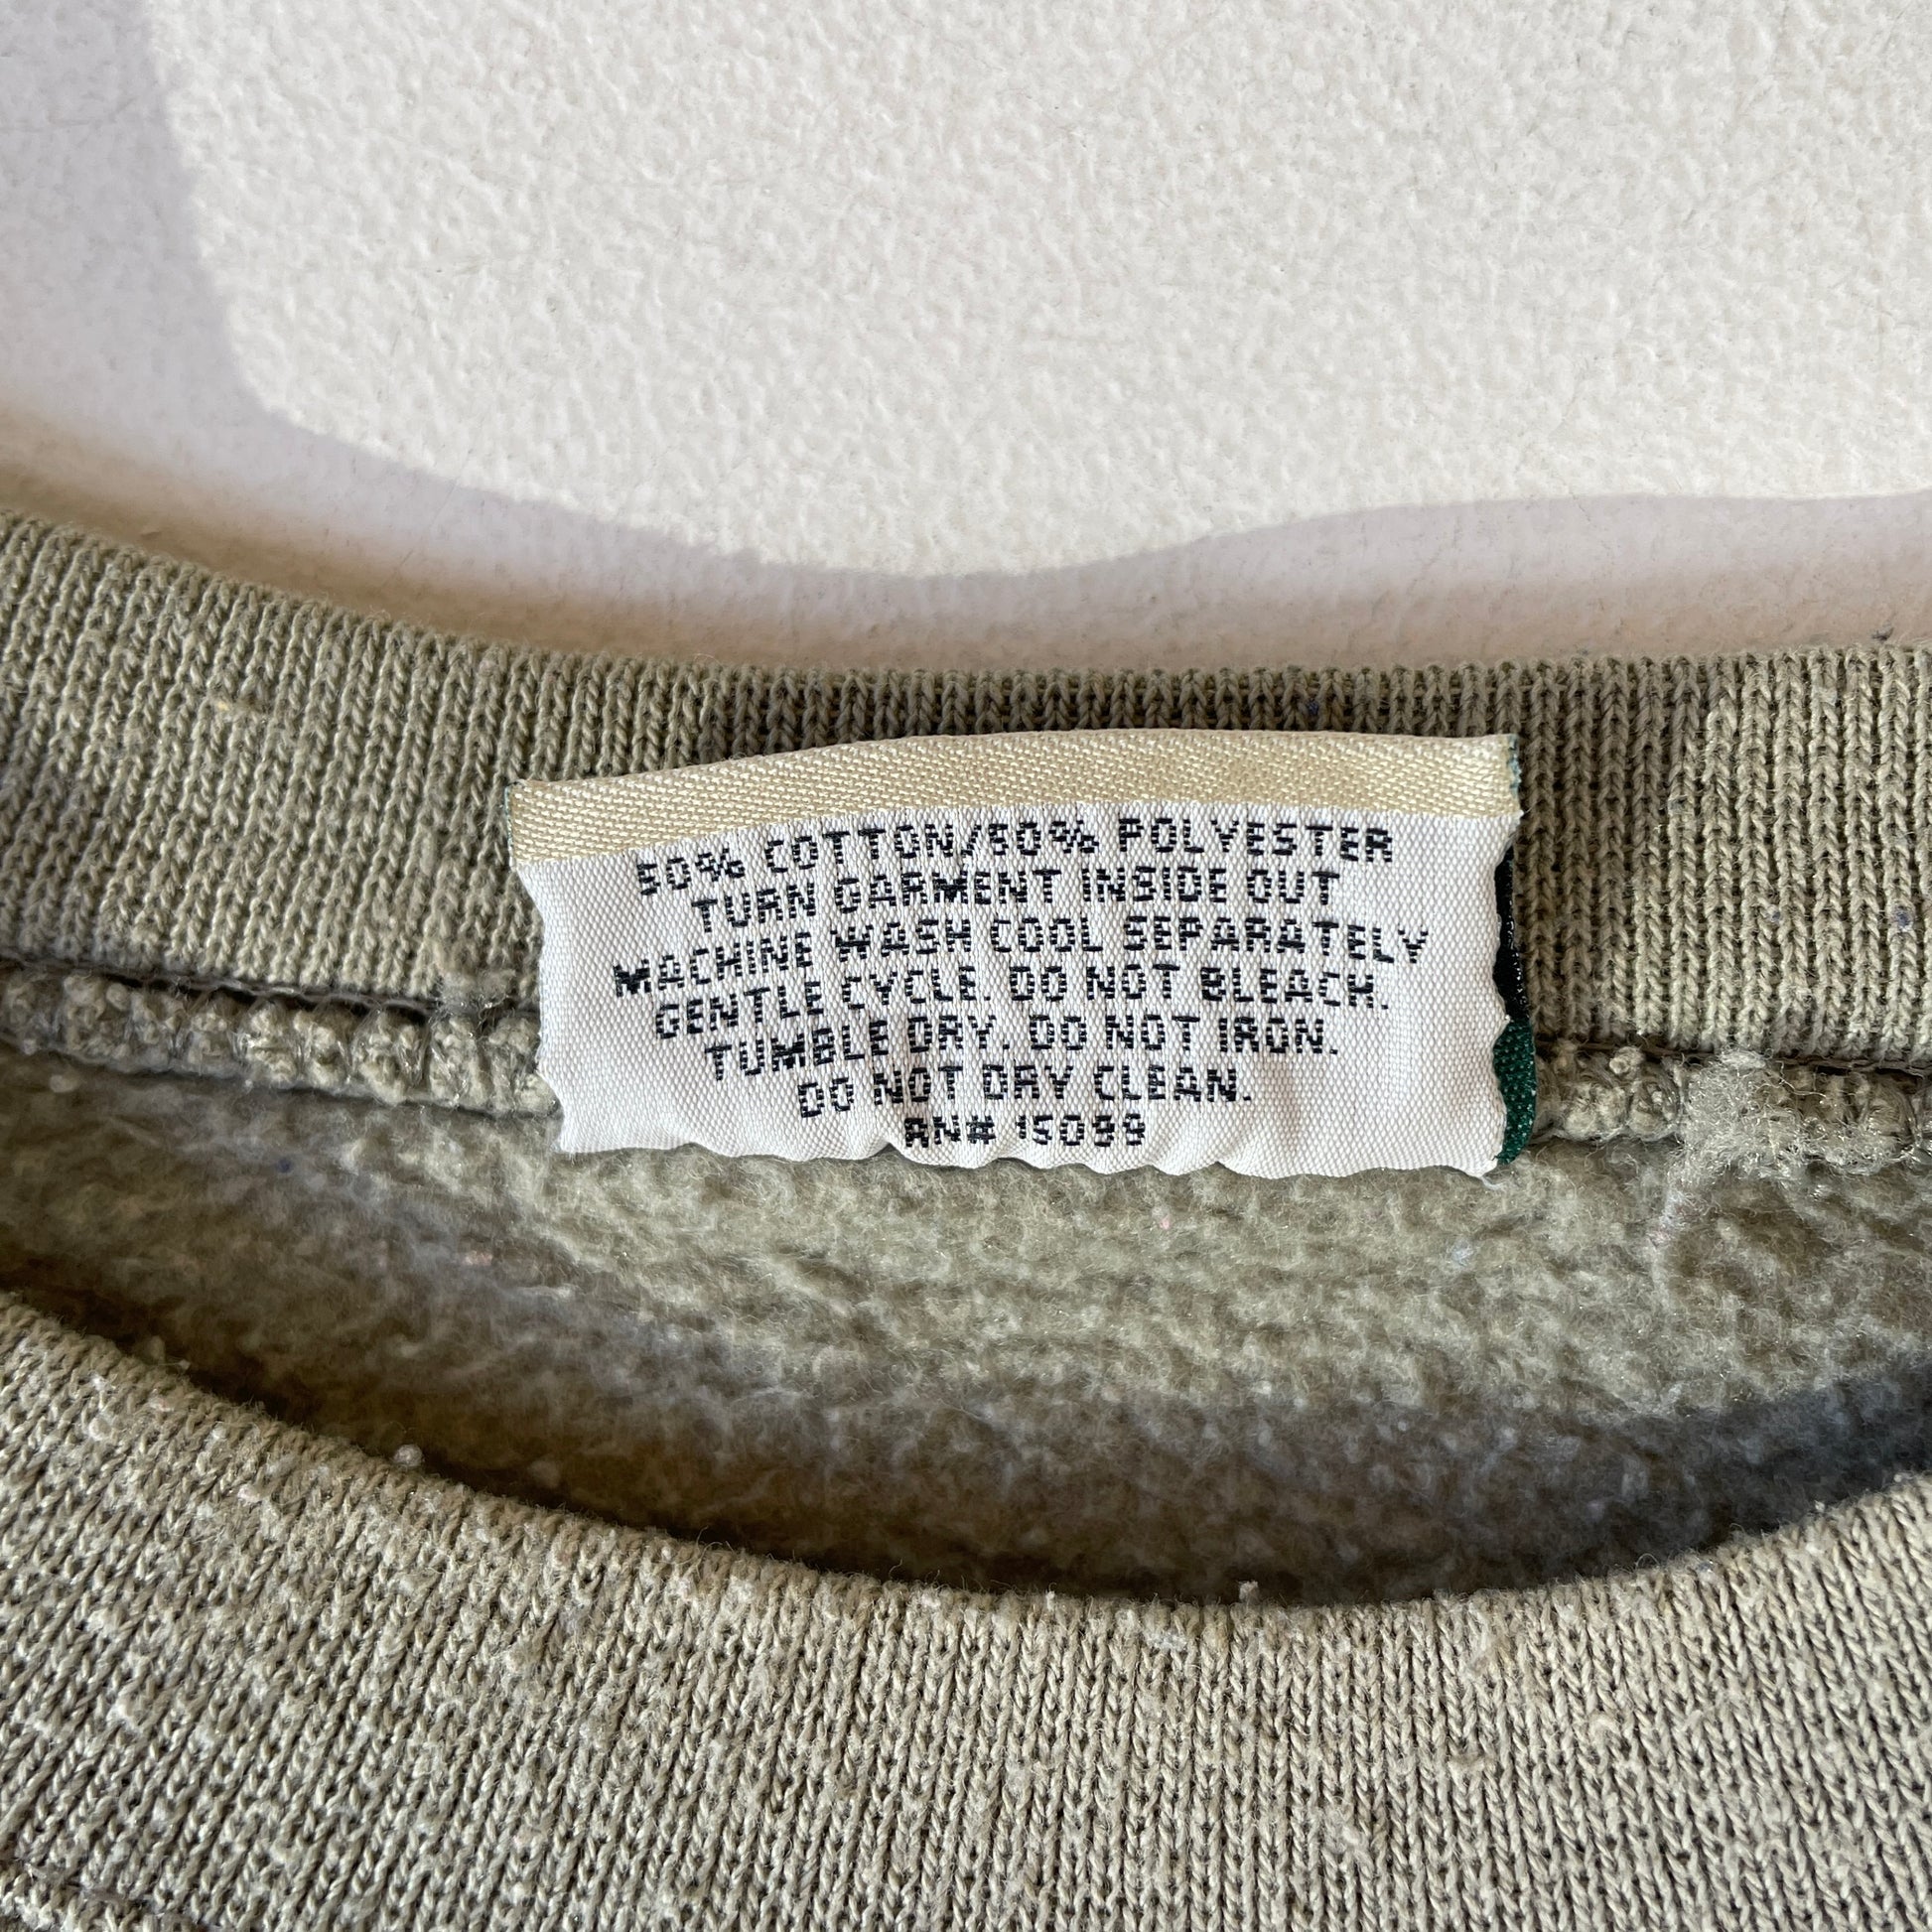 50% COTTON/50% POLYESTER
TURN GARMENT INSIDE OUT
MACHINE WASH COOL SEPARATELY
GENTLE CYCLE. DO NOT BLEACH.
TUMBLE DRY. DO NOT IRON.
DO NOT DRY CLEAN.
RN# 15099